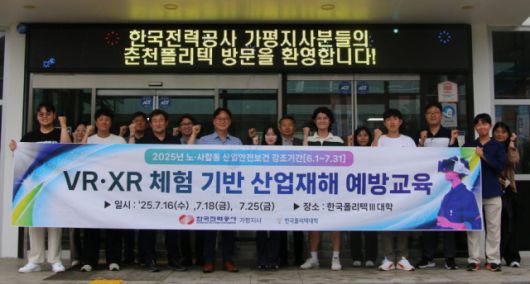 한국전력공사 가평지사분들의
춘천폴리텍 방문을 환영합니다!
2025년 노·사합동 산업안전보건 강조기간[6.1~7.31]
VR·XR 체험 기반 산업재해 예방교육
▶ 일시 : '25.7.16(수) ,7.18(금), 7.25(금) ▶ 장소 : 한국폴리텍Ⅲ대학
한국전력공사 가평지사 한국폴리텍대학